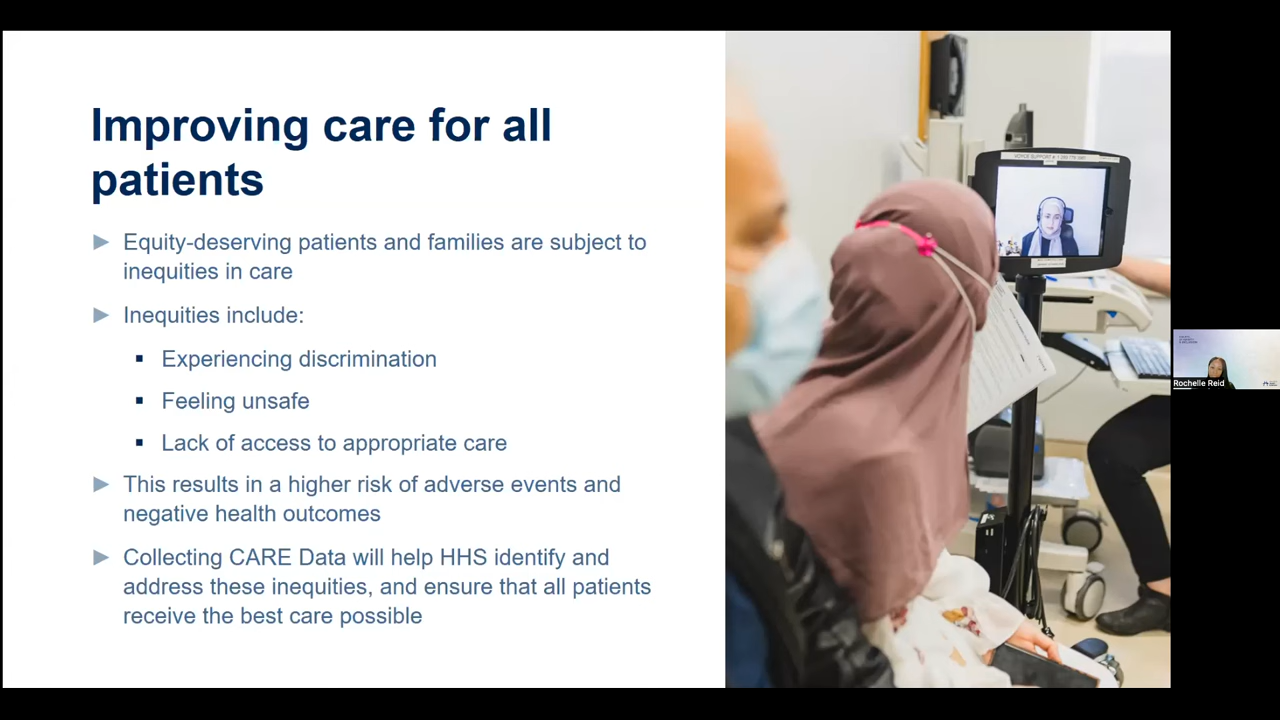 Improving care for all
patients
► Equity-deserving patients and families are subject to
inequities in care
► Inequities include:
▪ Experiencing discrimination
▪ Feeling unsafe
▪ Lack of access to appropriate care
► This results in a higher risk of adverse events and
negative health outcomes
► Collecting CARE Data will help HHS identify and
address these inequities, and ensure that all patients
receive the best care possible
Rochelle Reid